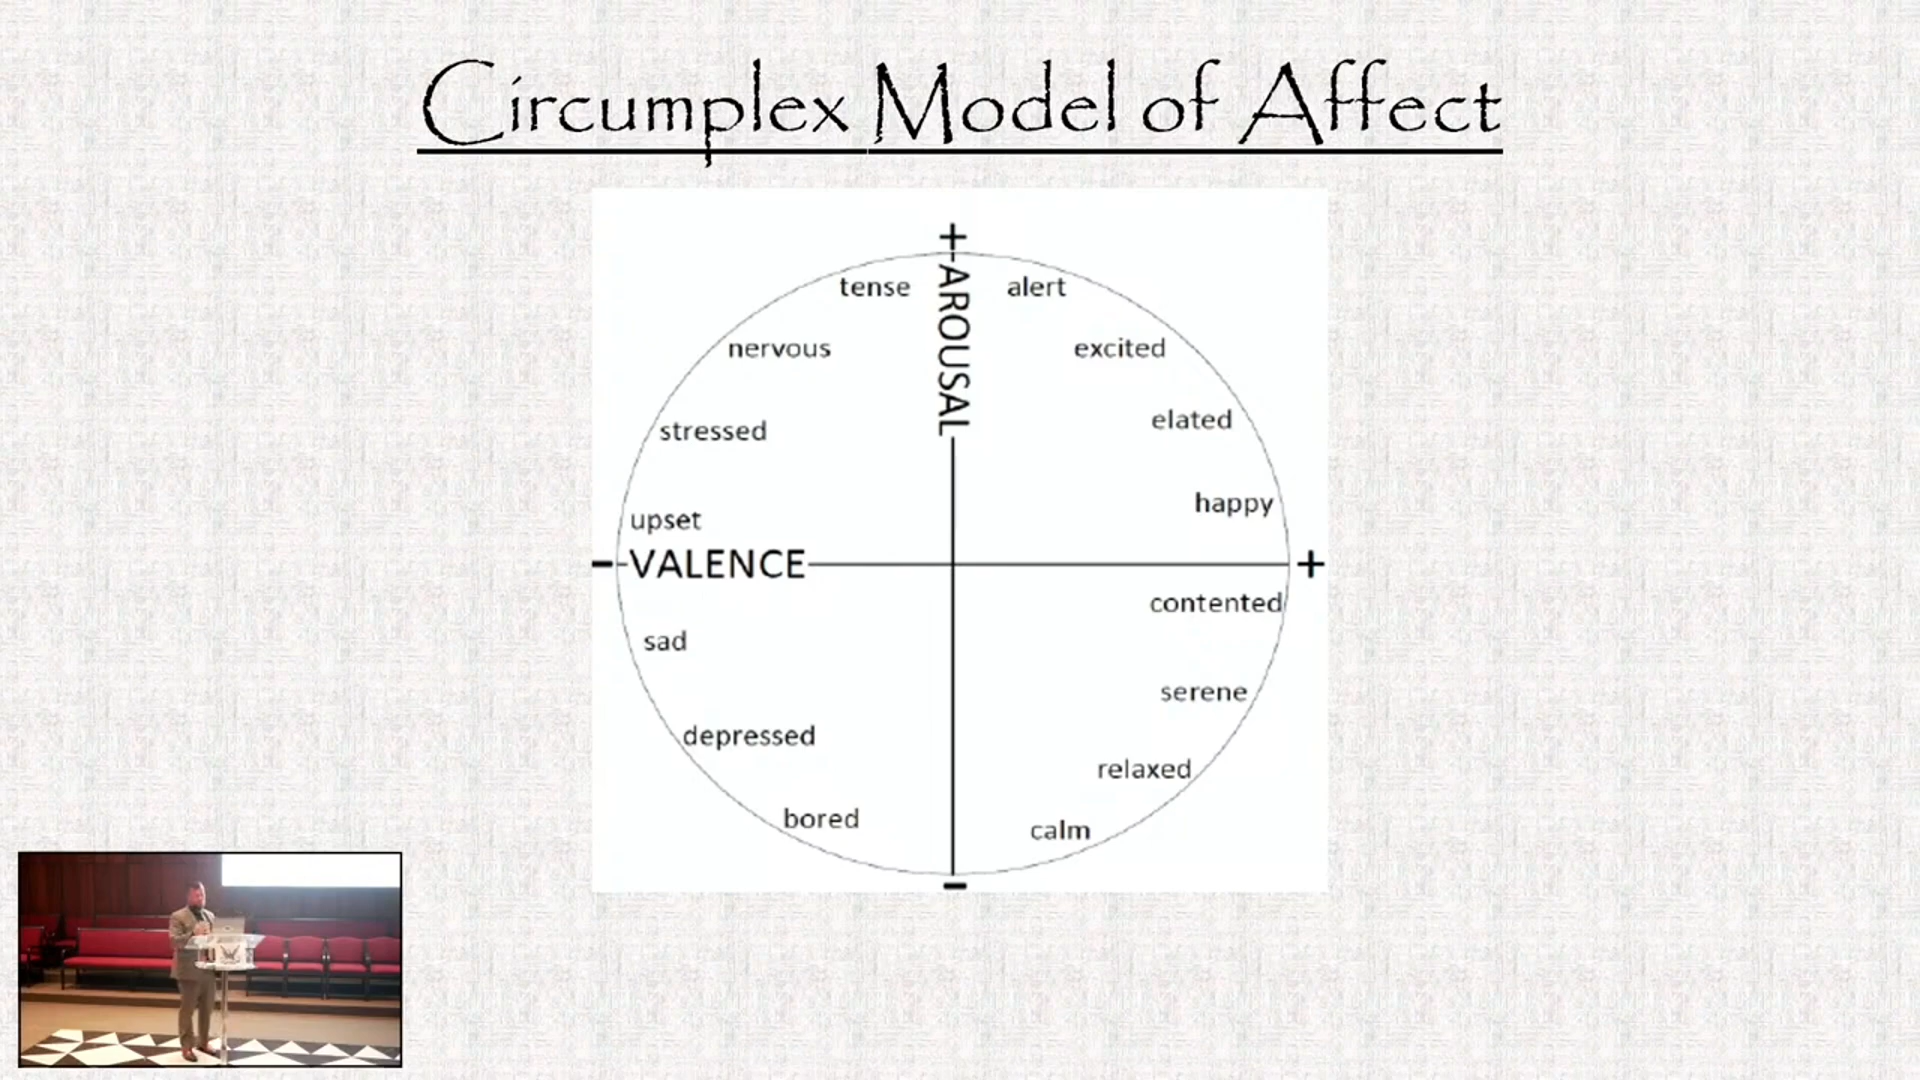 Circumplex Model of Affect
+
AROUSAL
tense
alert
nervous
excited
elated
stressed
happy
upset
- VALENCE +
contented
sad
serene
depressed
relaxed
bored
calm
-